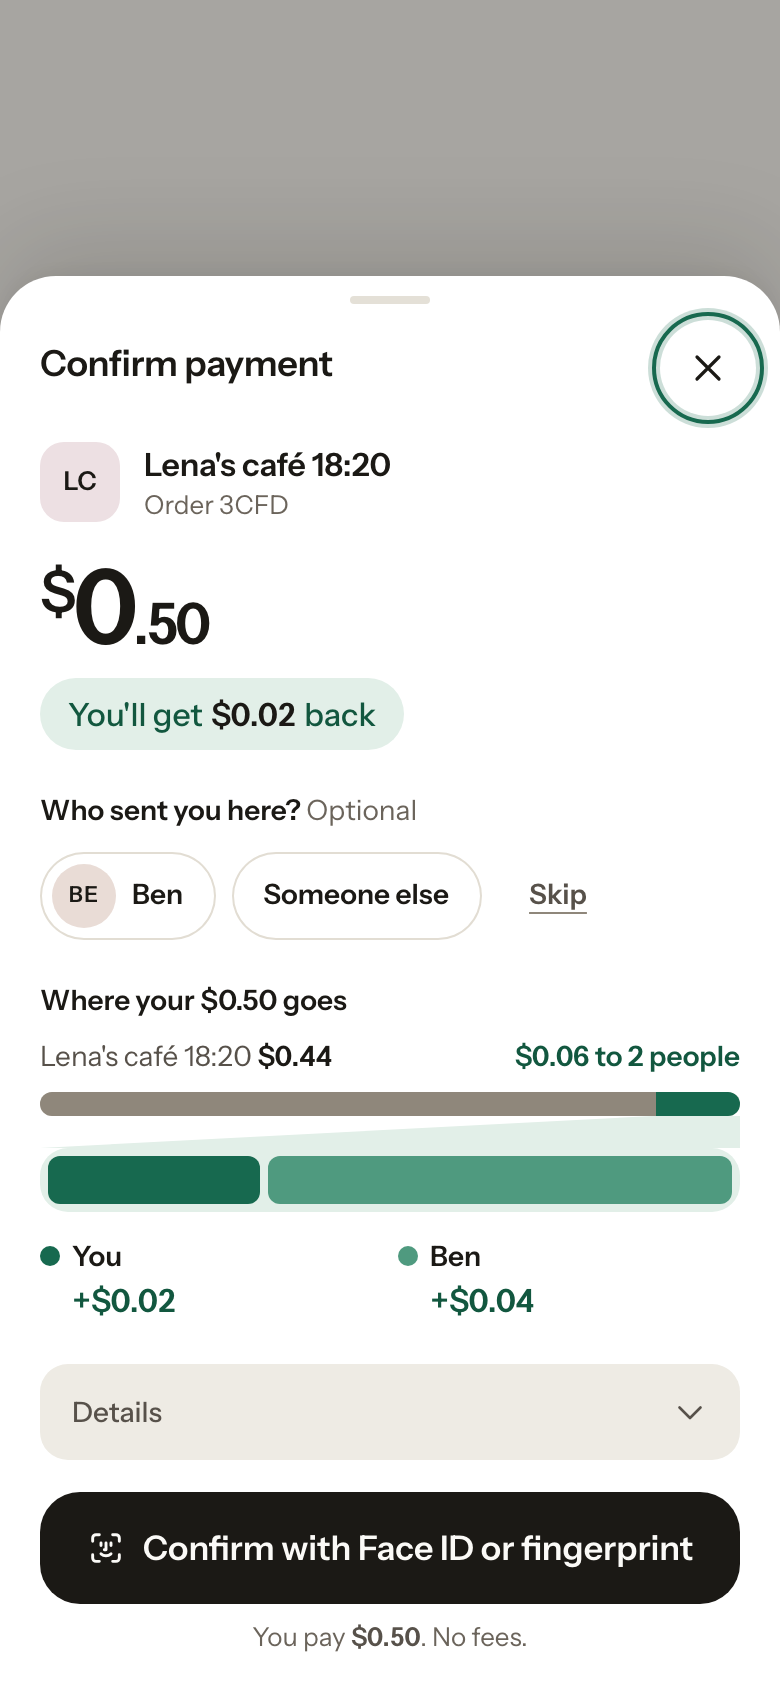 Confirm payment
LC
Lena's café 18:20
Order 3CFD
$0.50
You'll get $0.02 back
Who sent you here? Optional
BE Ben Someone else Skip
Where your $0.50 goes
Lena's café 18:20 $0.44 $0.06 to 2 people
You Ben
+$0.02 +$0.04
Details
Confirm with Face ID or fingerprint
You pay $0.50. No fees.